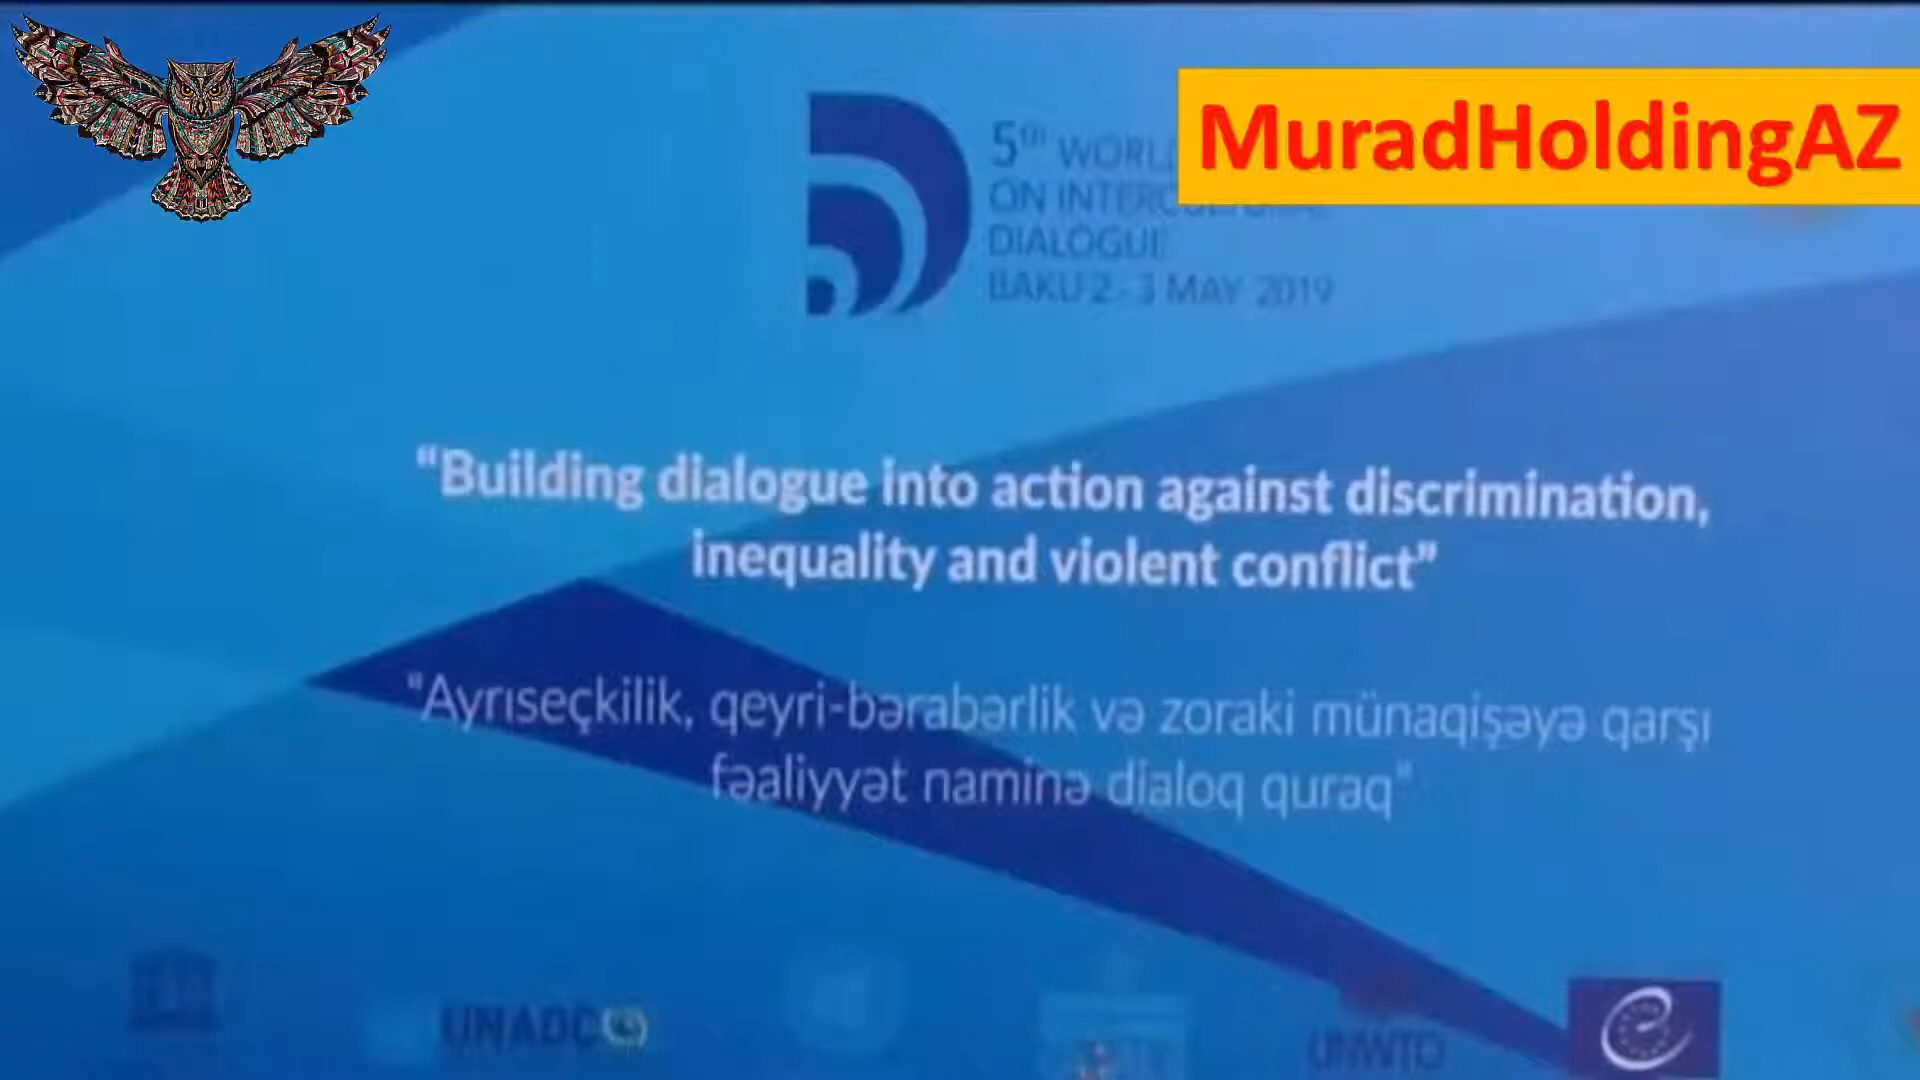 MuradHoldingAZ
5th WORL
ON INTERCULTURAL
DIALOGUE
BAKU 2 - 3 MAY 2019
“Building dialogue into action against discrimination,
inequality and violent conflict”
"Ayrıseçkilik, qeyri-bərabərlik və zoraki münaqişəyə qarşı
fəaliyyət naminə dialoq quraq"
UNAOC
UNWTO